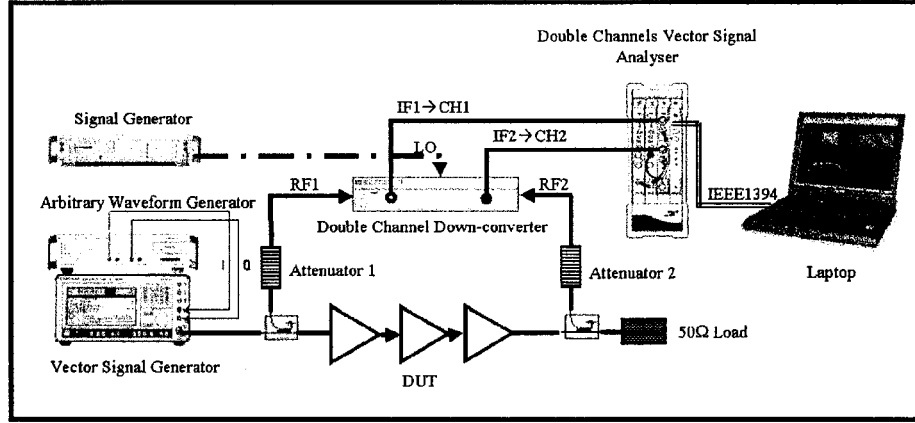 Double Channels Vector Signal
Analyser
IF1→CH1
Signal Generator
IF2→CH2
LO
RF1
RF2
IEEE1394
Arbitrary Waveform Generator
Double Channel Down-converter
I
Q
Attenuator 1
Attenuator 2
Laptop
50Ω Load
Vector Signal Generator
DUT